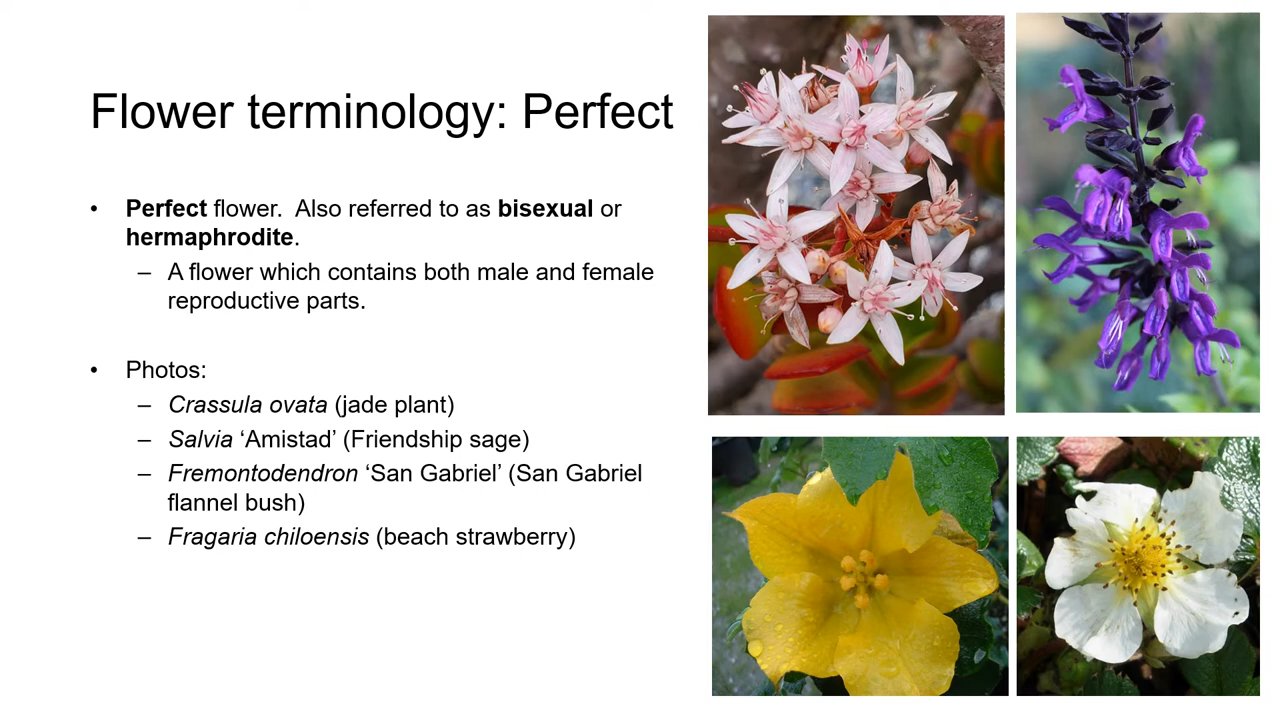 Flower terminology: Perfect
• Perfect flower.  Also referred to as bisexual or
hermaphrodite.
– A flower which contains both male and female
reproductive parts.
• Photos:
– Crassula ovata (jade plant)
– Salvia ‘Amistad’ (Friendship sage)
– Fremontodendron ‘San Gabriel’ (San Gabriel
flannel bush)
– Fragaria chiloensis (beach strawberry)